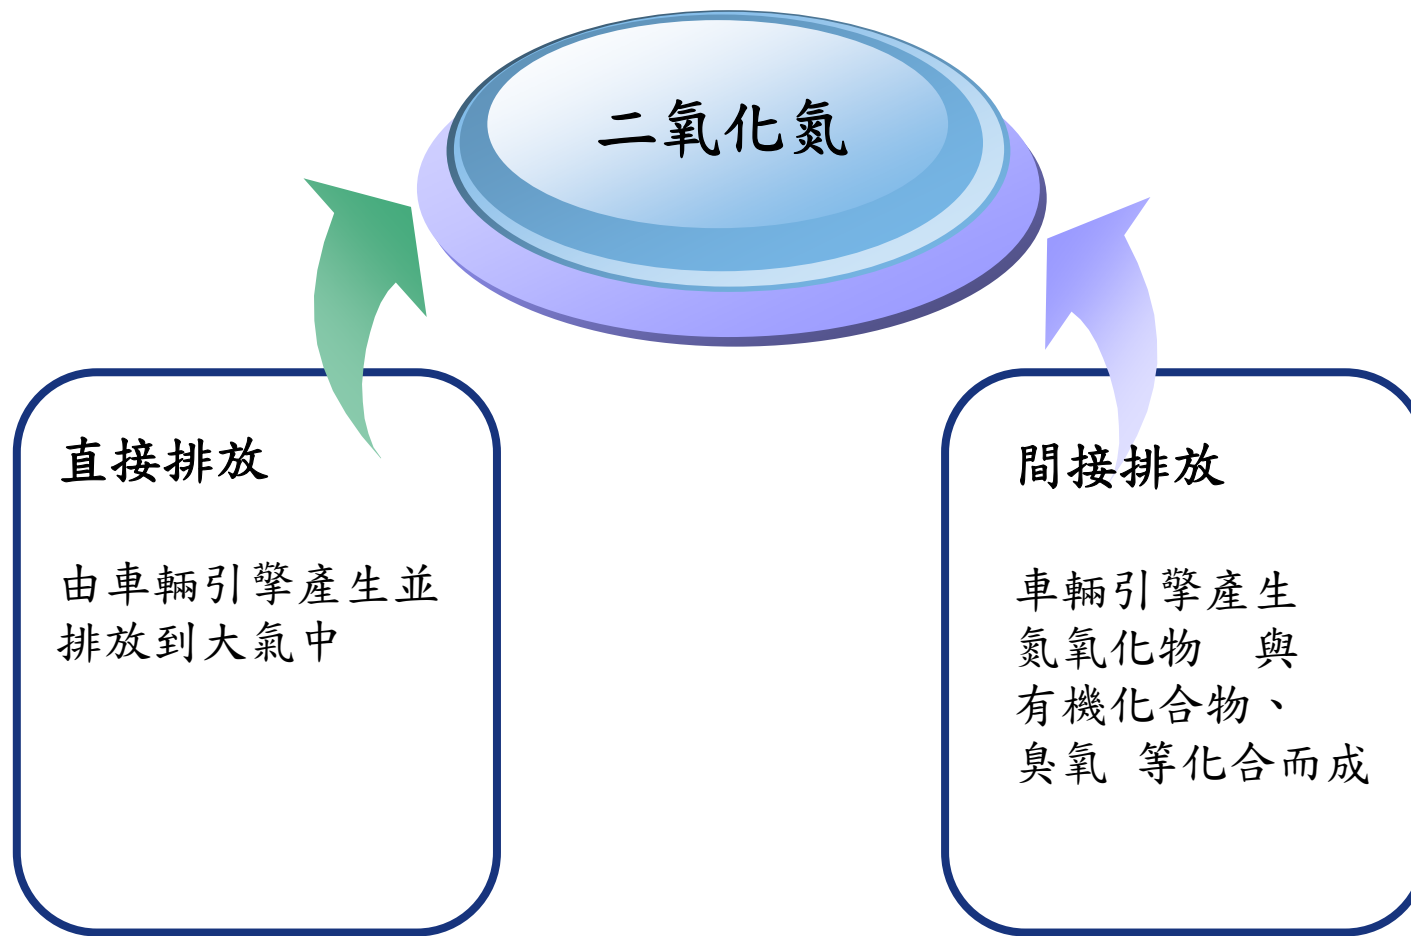 二氧化氮
直接排放
由車輛引擎產生並
排放到大氣中
間接排放
車輛引擎產生
氮氧化物 與
有機化合物、
臭氧 等化合而成